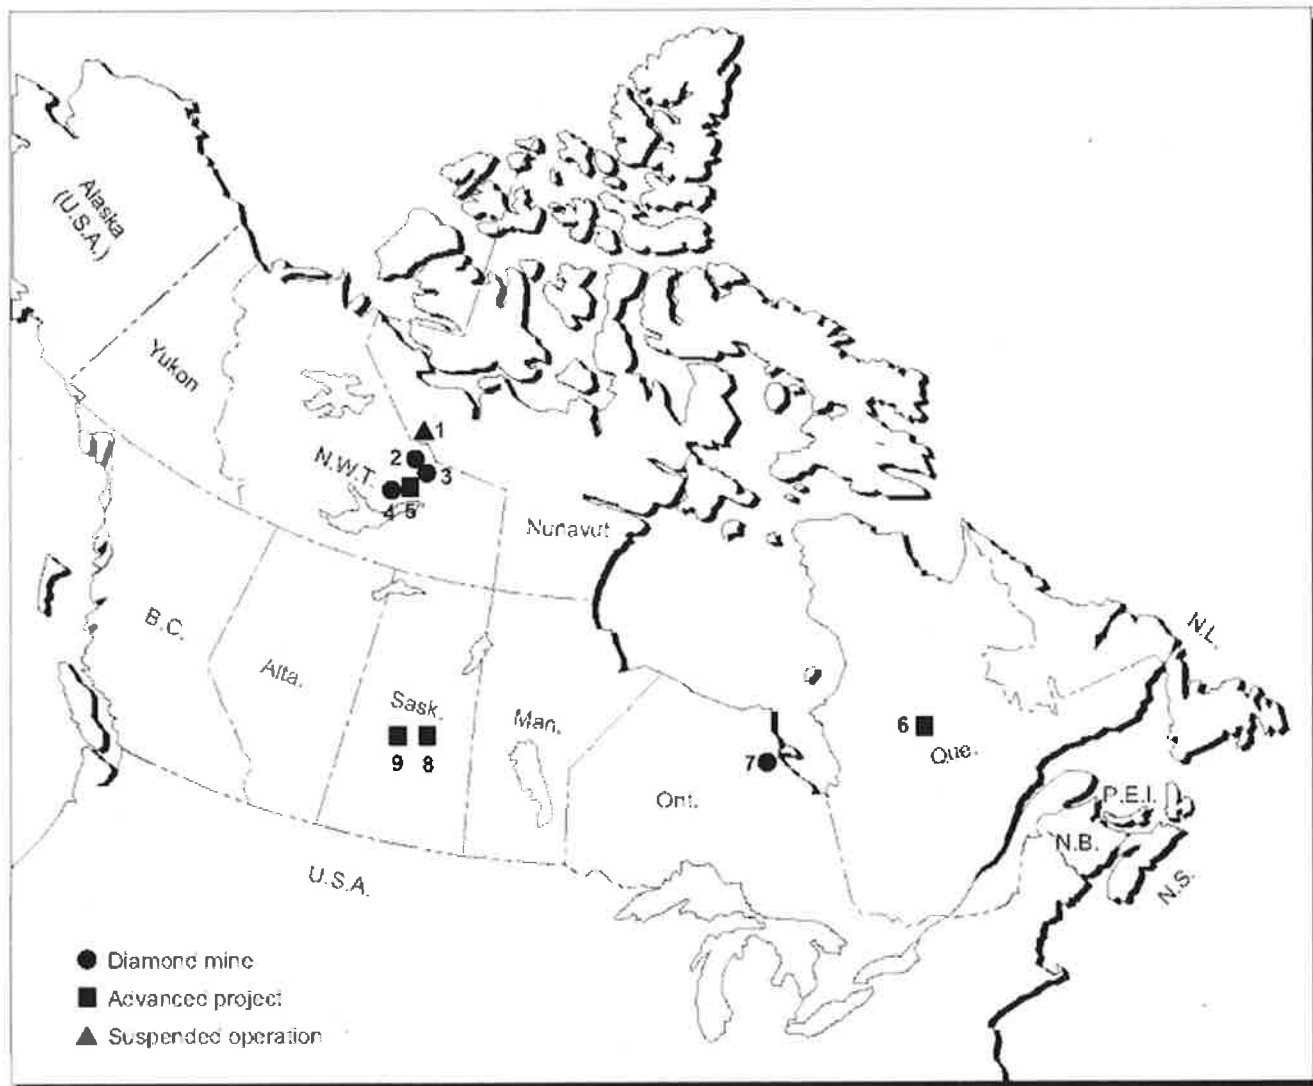 Alaska
(U.S.A.)
Yukon
N.W.T.
1
2
3
4
5
Nunavut
B.C.
Alta.
Sask.
9
8
Man.
Ont.
7
6
Que.
N.L.
P.E.I.
N.B.
N.S.
U.S.A.
Diamond mine
Advanced project
Suspended operation